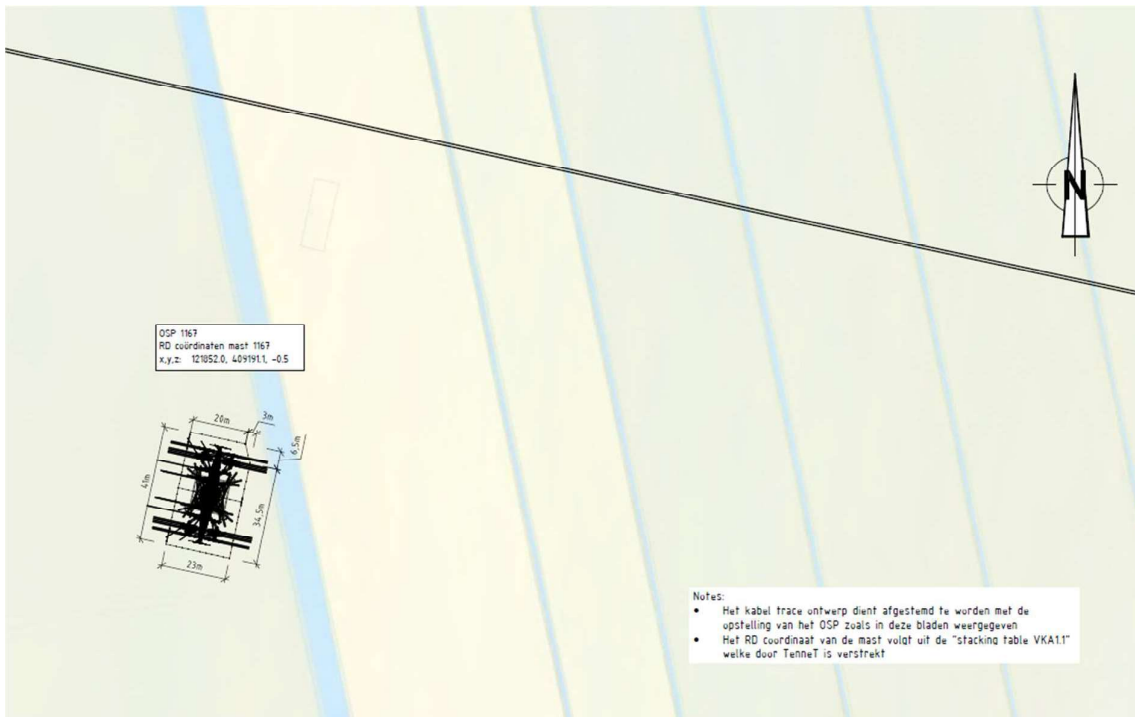 N
OSP 1167
RD coördinaten mast 1167
x,y,z: 121852.0, 409191.1, -0.5
20m
3m
6,5m
41m
34,5m
23m
Notes:
• Het kabel trace ontwerp dient afgestemd te worden met de
opstelling van het OSP zoals in deze bladen weergegeven
• Het RD coordinaat van de mast volgt uit de "stacking table VKA1.1"
welke door TenneT is verstrekt